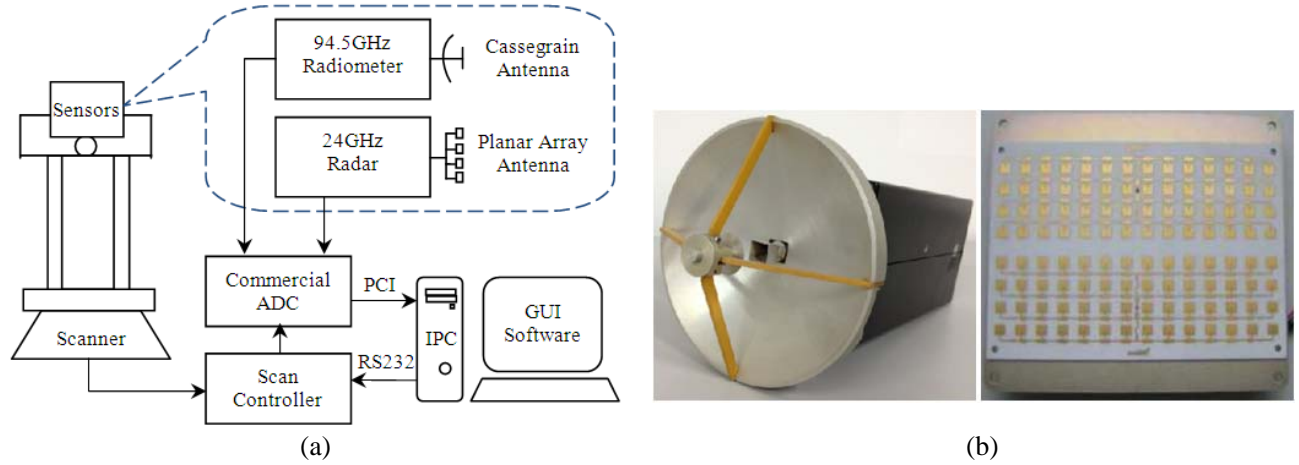 94.5GHz
Radiometer
Cassegrain
Antenna
Sensors
24GHz
Radar
Planar Array
Antenna
Commercial
ADC
PCI
GUI
Software
IPC
Scanner
RS232
Scan
Controller
(a)
(b)